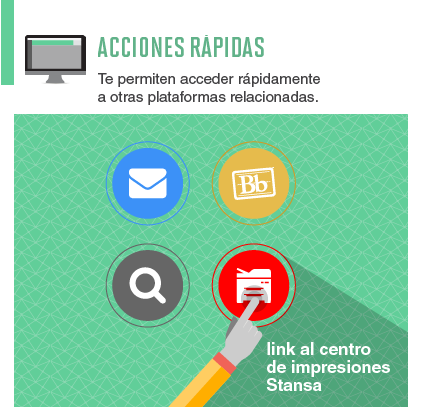 ACCIONES RÁPIDAS
Te permiten acceder rápidamente
a otras plataformas relacionadas.
Bb
link al centro
de impresiones
Stansa